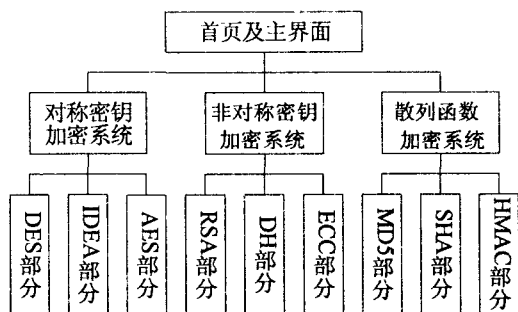 首页及主界面
对称密钥
加密系统
非对称密钥
加密系统
散列函数
加密系统
DES部分
IDEA部分
AES部分
RSA部分
DH部分
ECC部分
MD5部分
SHA部分
HMAC部分